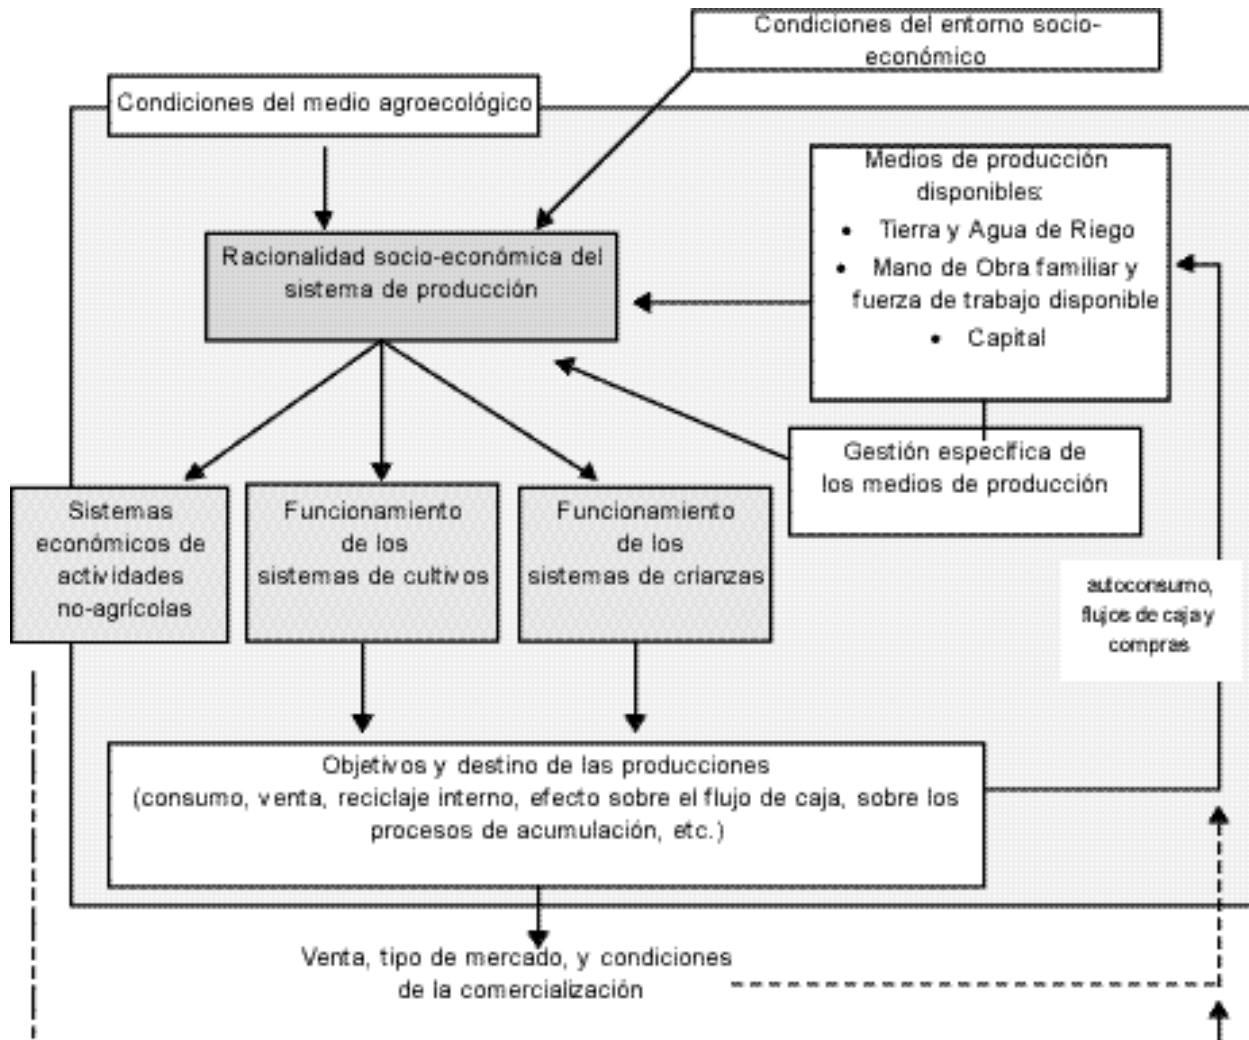 Condiciones del entorno socio-
económico
Condiciones del medio agroecológico
Medios de producción
disponibles:
• Tierra y Agua de Riego
• Mano de Obra familiar y
fuerza de trabajo disponible
• Capital
Racionalidad socio-económica del
sistema de producción
Gestión específica de
los medios de producción
Sistemas
económicos de
actividades
no-agrícolas
Funcionamiento
de los
sistemas de cultivos
Funcionamiento
de los
sistemas de crianzas
autoconsumo,
flujos de caja y
compras
Objetivos y destino de las producciones
(consumo, venta, reciclaje interno, efecto sobre el flujo de caja, sobre los
procesos de acumulación, etc.)
Venta, tipo de mercado, y condiciones
de la comercialización